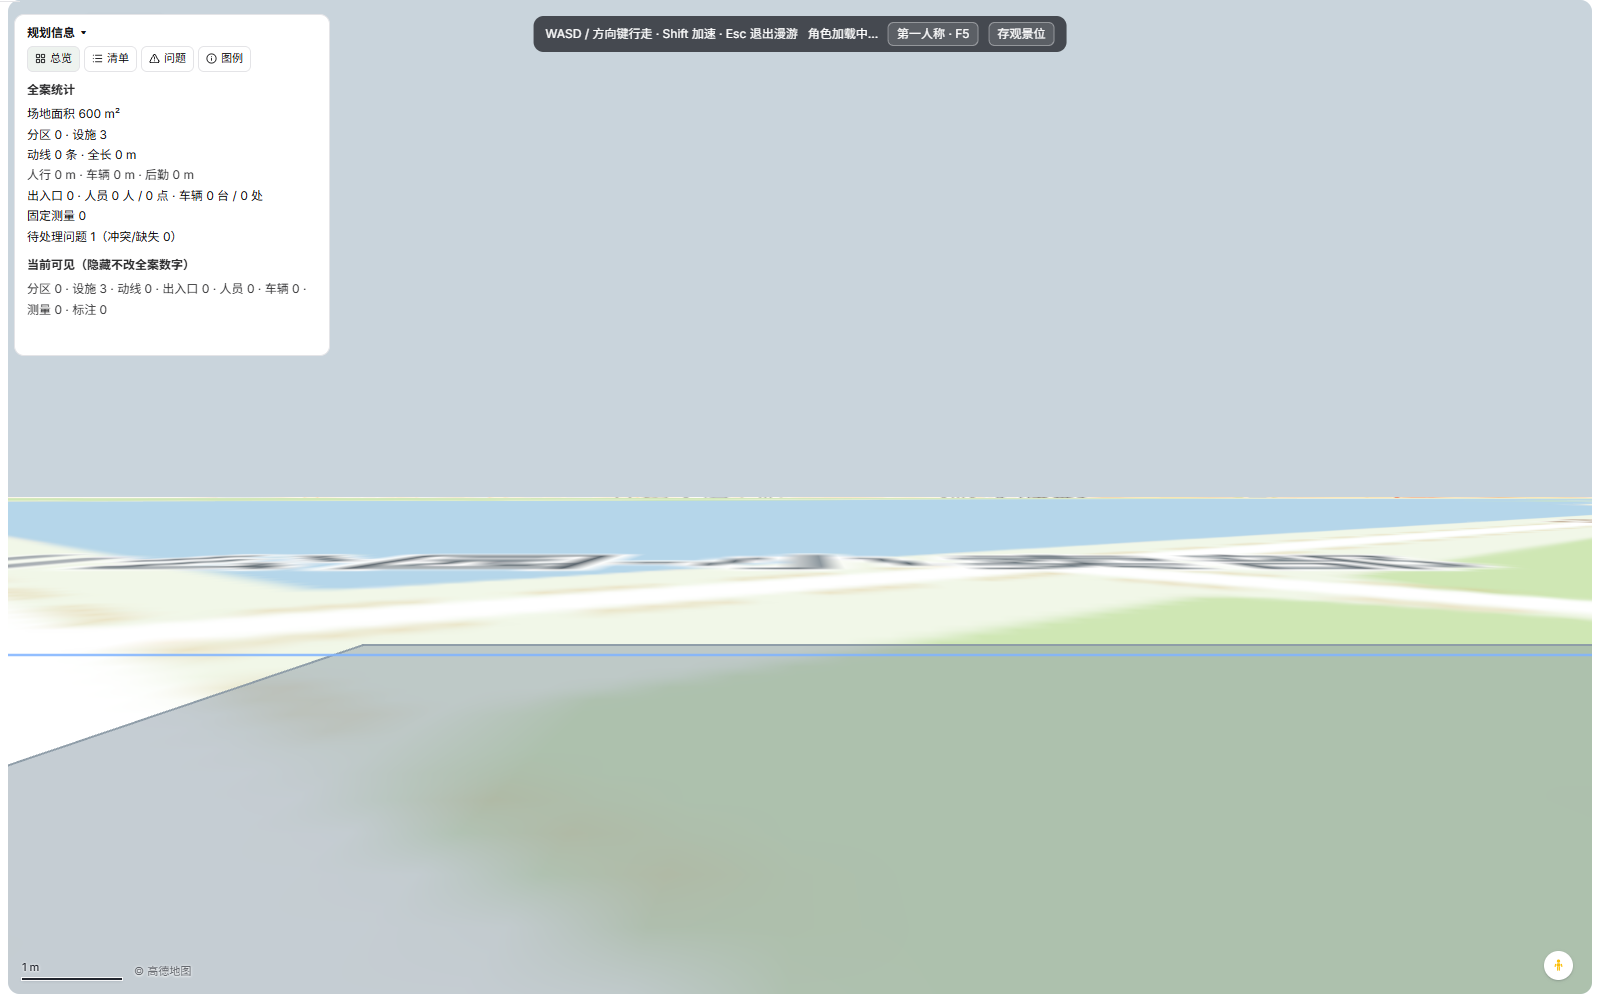 规划信息
总览 清单 问题 图例
全案统计
场地面积 600 m²
分区 0 · 设施 3
动线 0 条 · 全长 0 m
人行 0 m · 车辆 0 m · 后勤 0 m
出入口 0 · 人员 0 人 / 0 点 · 车辆 0 台 / 0 处
固定测量 0
待处理问题 1（冲突/缺失 0）
当前可见（隐藏不改全案数字）
分区 0 · 设施 3 · 动线 0 · 出入口 0 · 人员 0 · 车辆 0 ·
测量 0 · 标注 0
WASD / 方向键行走 · Shift 加速 · Esc 退出漫游 角色加载中... 第一人称 · F5 存观景位
1 m
© 高德地图